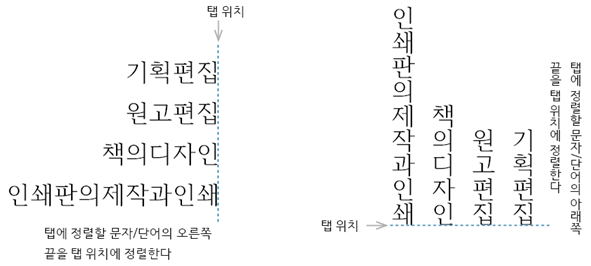 탭 위치
기획편집
원고편집
책의디자인
인쇄판의제작과인쇄
탭에 정렬할 문자/단어의 오른쪽
끝을 탭 위치에 정렬한다
탭에 정렬할 문자/단어의 아래쪽
끝을 탭 위치에 정렬한다
기획편집
원고편집
책의디자인
인쇄판의제작과인쇄
탭 위치